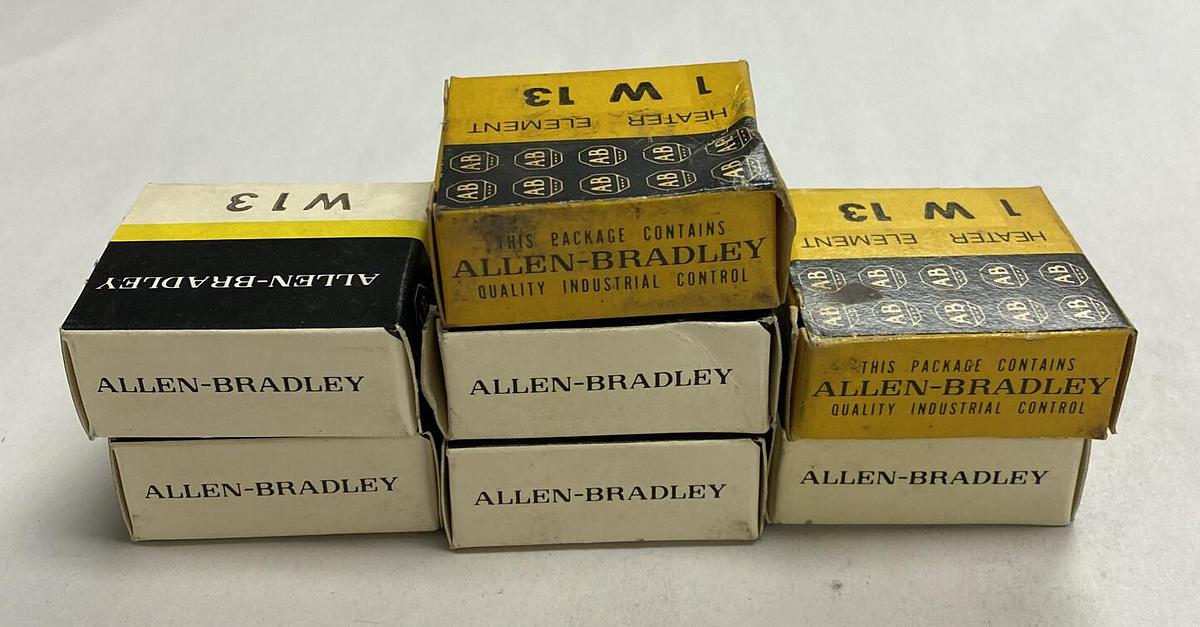 1 W 13
HEATER ELEMENT
AB AB AB AB AB
AB AB AB AB AB
THIS PACKAGE CONTAINS
ALLEN-BRADLEY
QUALITY INDUSTRIAL CONTROL
W13
ALLEN-BRADLEY
ALLEN-BRADLEY
ALLEN-BRADLEY
1 W 13
HEATER ELEMENT
AB AB AB AB AB
AB AB AB AB AB
THIS PACKAGE CONTAINS
ALLEN-BRADLEY
QUALITY INDUSTRIAL CONTROL
ALLEN-BRADLEY
ALLEN-BRADLEY
ALLEN-BRADLEY